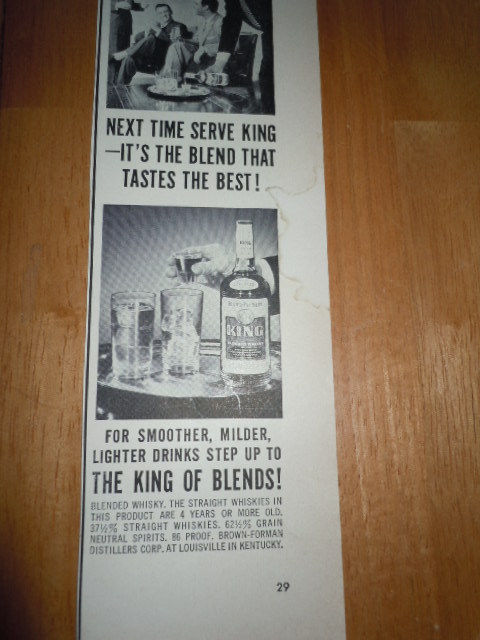 NEXT TIME SERVE KING
—IT'S THE BLEND THAT
TASTES THE BEST!
KING
FOR SMOOTHER, MILDER,
LIGHTER DRINKS STEP UP TO
THE KING OF BLENDS!
BLENDED WHISKY. THE STRAIGHT WHISKIES IN
THIS PRODUCT ARE 4 YEARS OR MORE OLD.
37½% STRAIGHT WHISKIES. 62½% GRAIN
NEUTRAL SPIRITS. 86 PROOF. BROWN-FORMAN
DISTILLERS CORP. AT LOUISVILLE IN KENTUCKY.
29